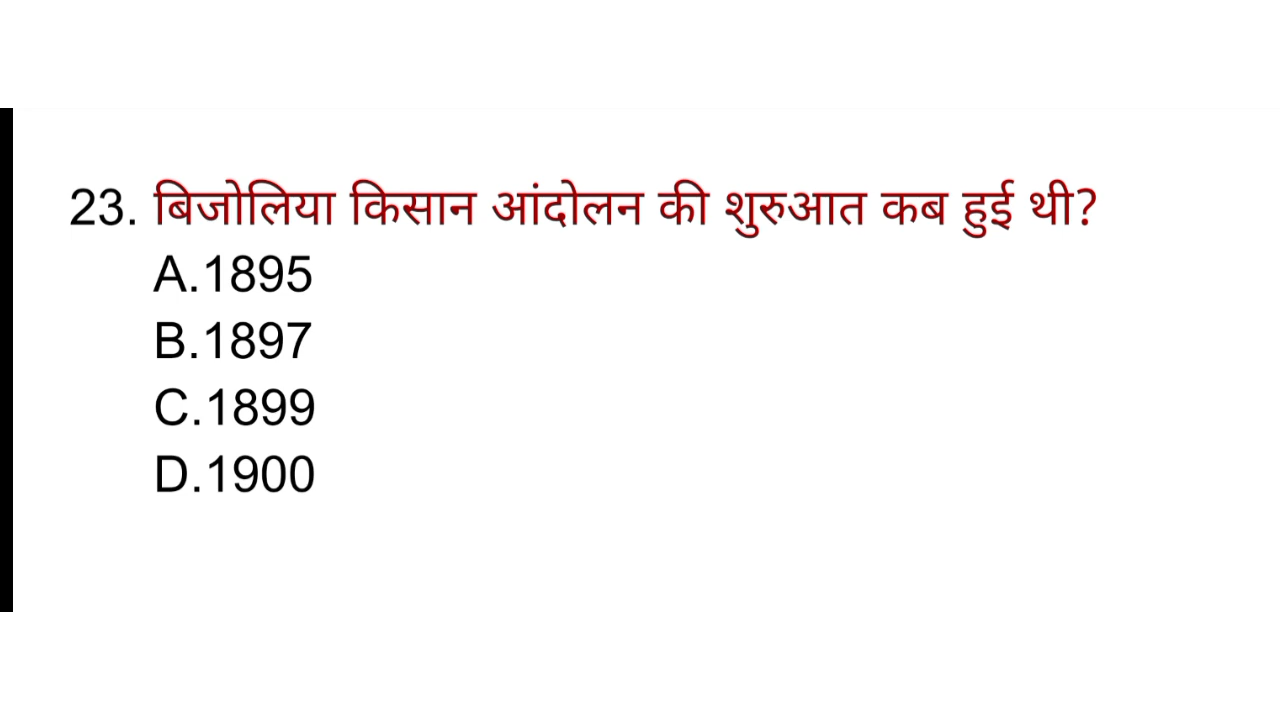 23. बिजोलिया किसान आंदोलन की शुरुआत कब हुई थी?
A.1895
B.1897
C.1899
D.1900